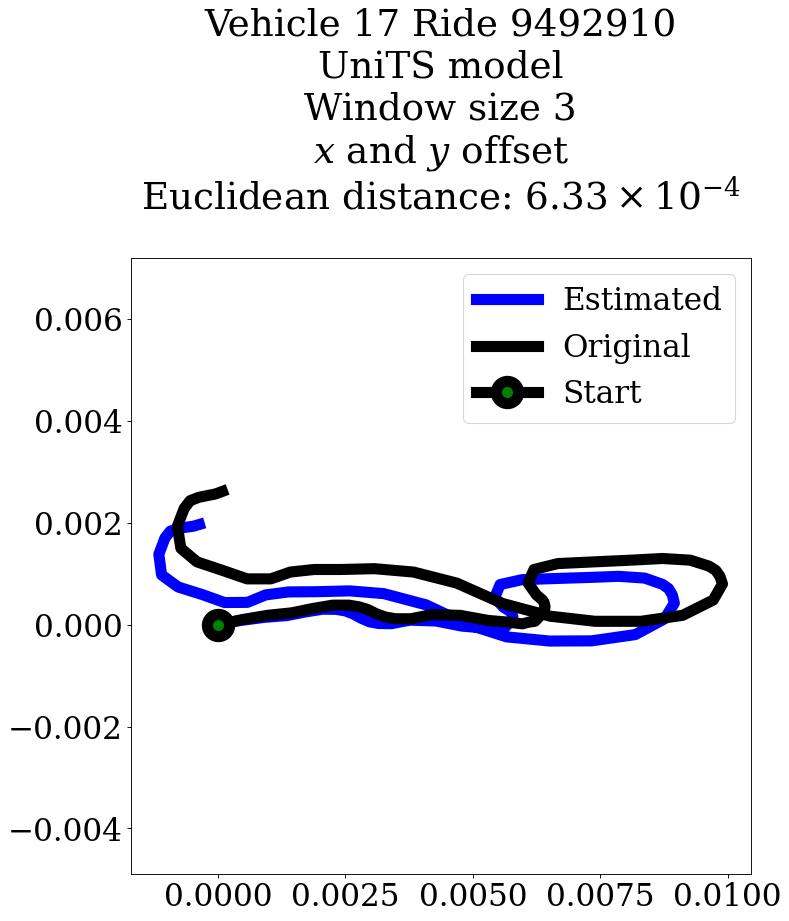 Vehicle 17 Ride 9492910
UniTS model
Window size 3
x and y offset
Euclidean distance: 6.33 × 10⁻⁴
Estimated
Original
Start
0.006
0.004
0.002
0.000
−0.002
−0.004
0.0000 0.0025 0.0050 0.0075 0.0100